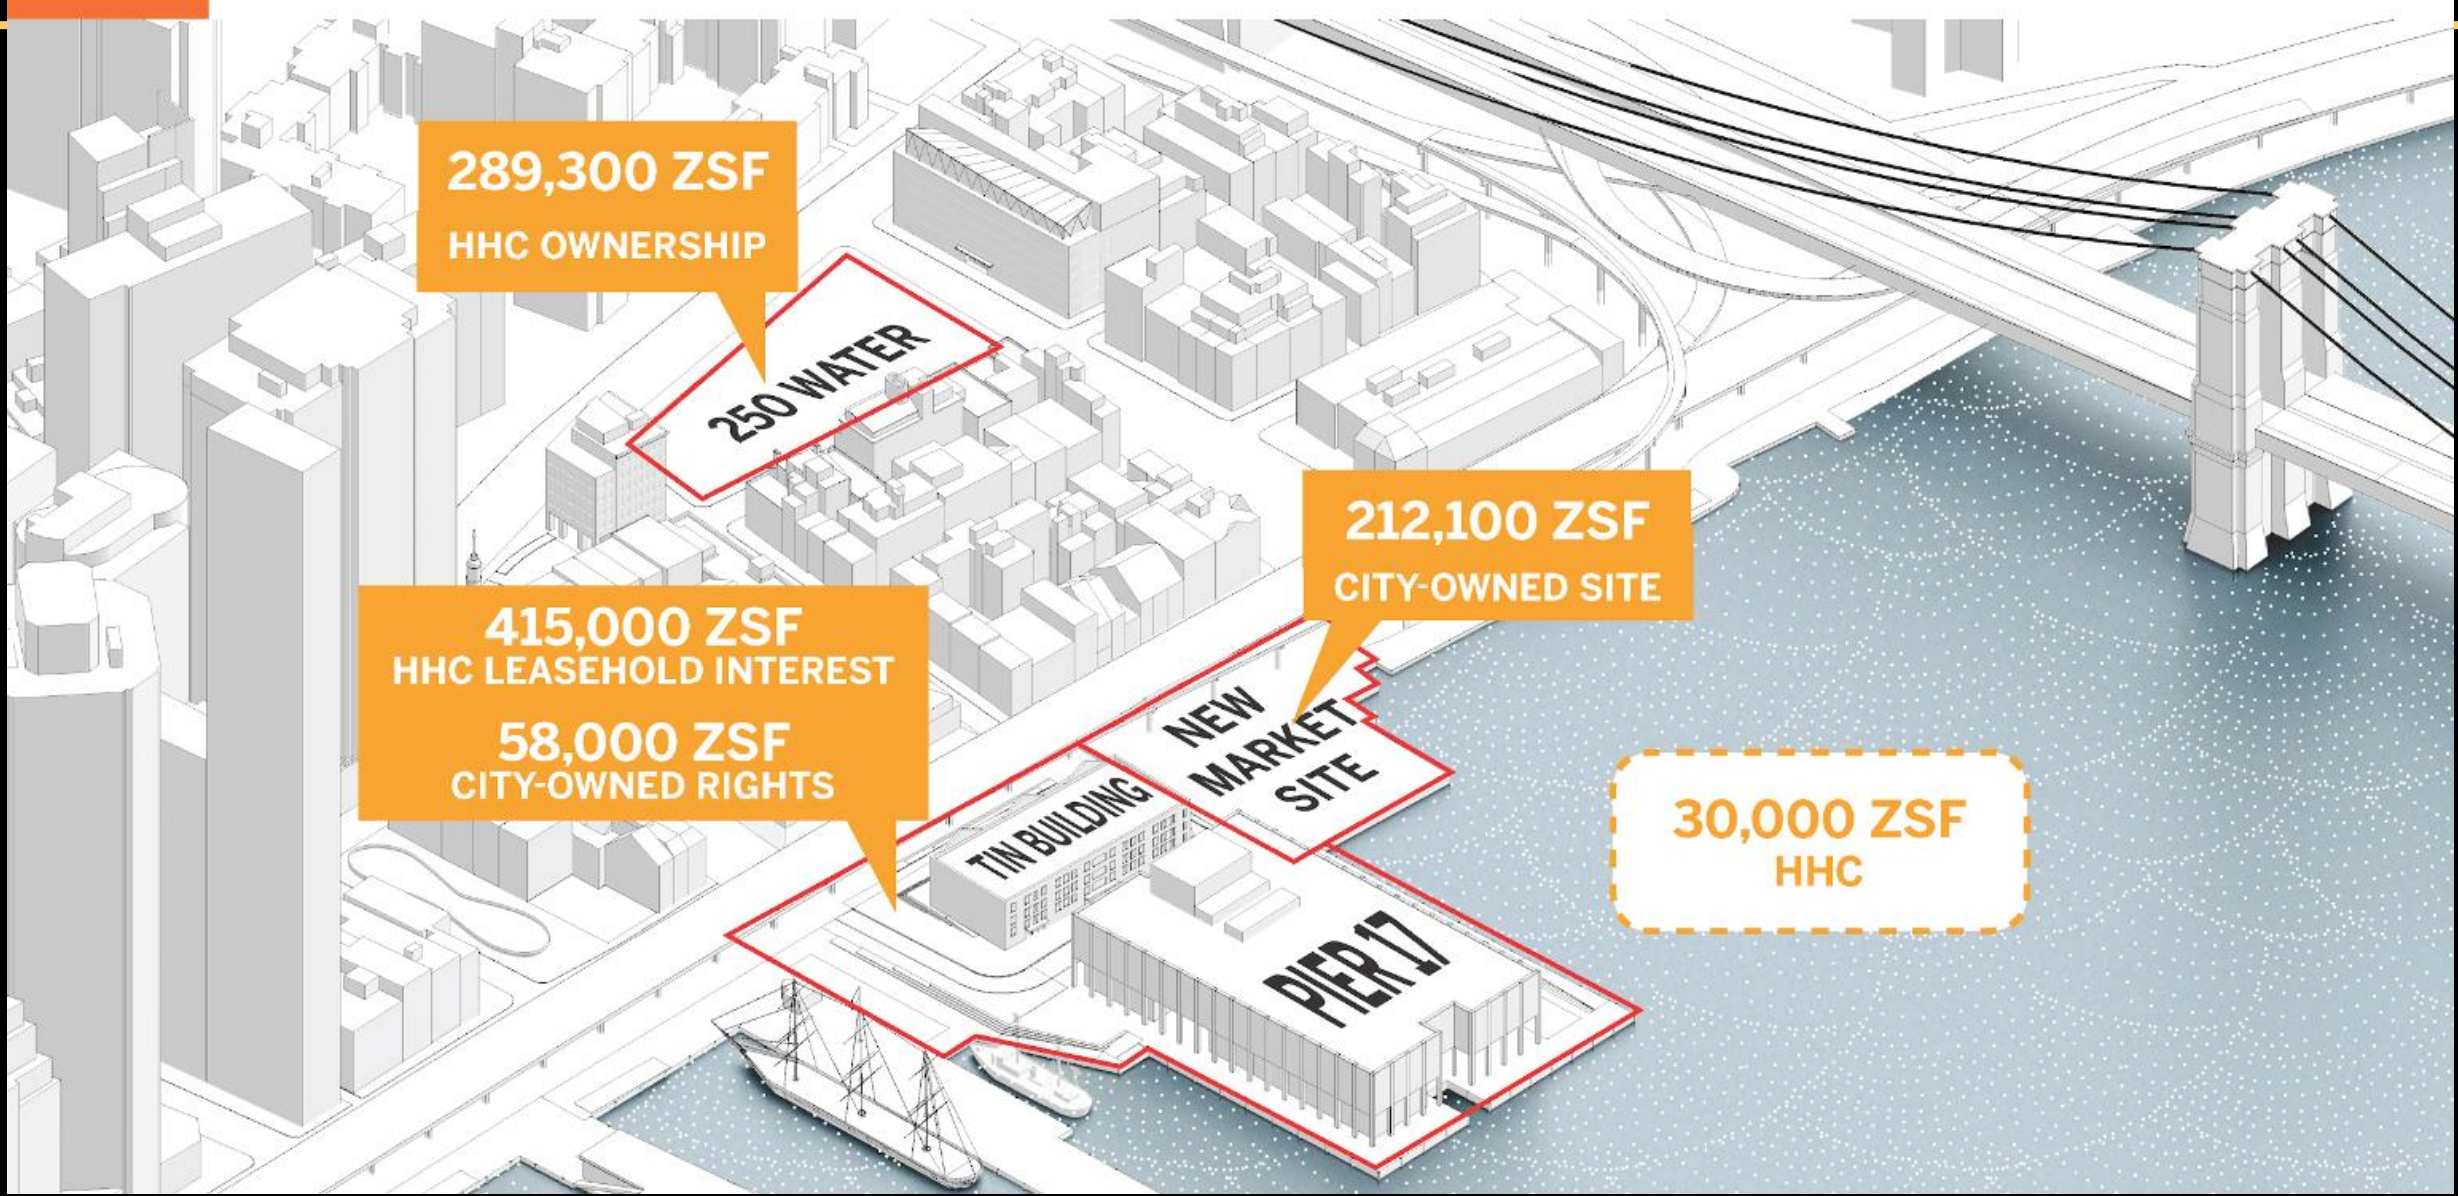 289,300 ZSF
HHC OWNERSHIP
250 WATER
212,100 ZSF
CITY-OWNED SITE
415,000 ZSF
HHC LEASEHOLD INTEREST
58,000 ZSF
CITY-OWNED RIGHTS
NEW
MARKET
SITE
TIN BUILDING
30,000 ZSF
HHC
PIER 17